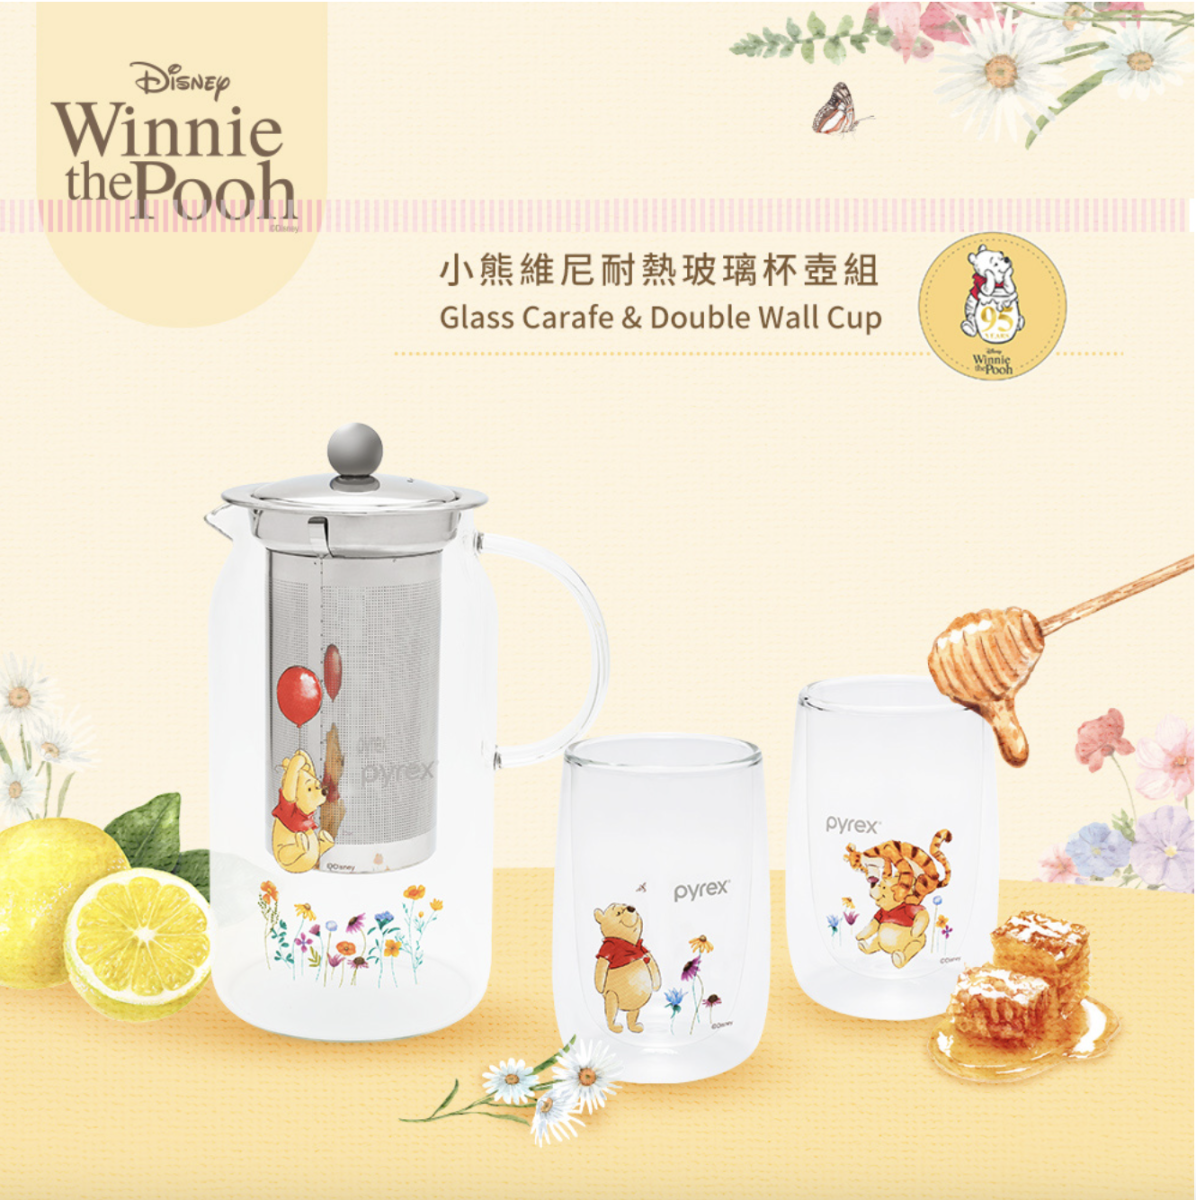 Disney
Winnie
the Pooh
©Disney
小熊維尼耐熱玻璃杯壺組
Glass Carafe & Double Wall Cup
95
YEARS
Disney
Winnie
the Pooh
pyrex
©Disney
pyrex
©Disney
pyrex
©Disney